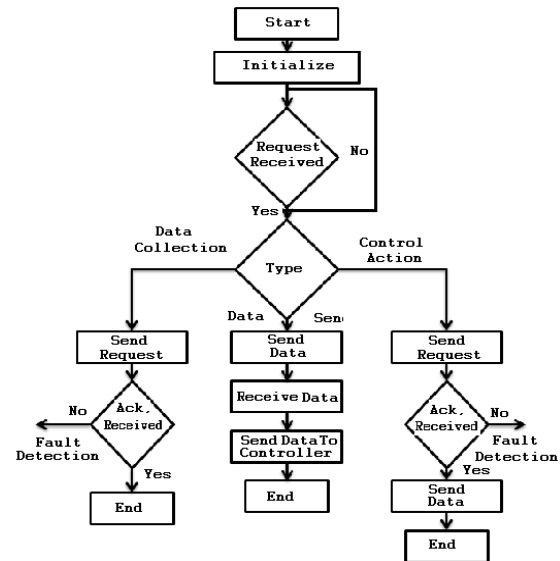 Start
Initialize
Request
Received
No
Yes
Data
Collection
Control
Action
Type
Data Send
Send
Request
Send
Data
Send
Request
Receive Data
No
Ack,
Received
Ack,
Received
No
Fault
Detection
Send Data To
Controller
Fault
Detection
Yes
Yes
End
End
Send
Data
End